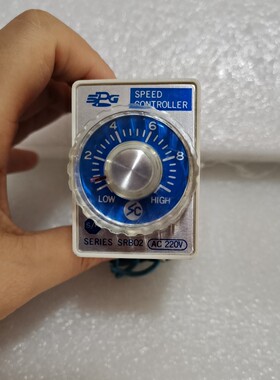 SPG
SPEED
CONTROLLER
2 4 6 8
LOW HIGH
SC
SERIES SRB02 AC 220V